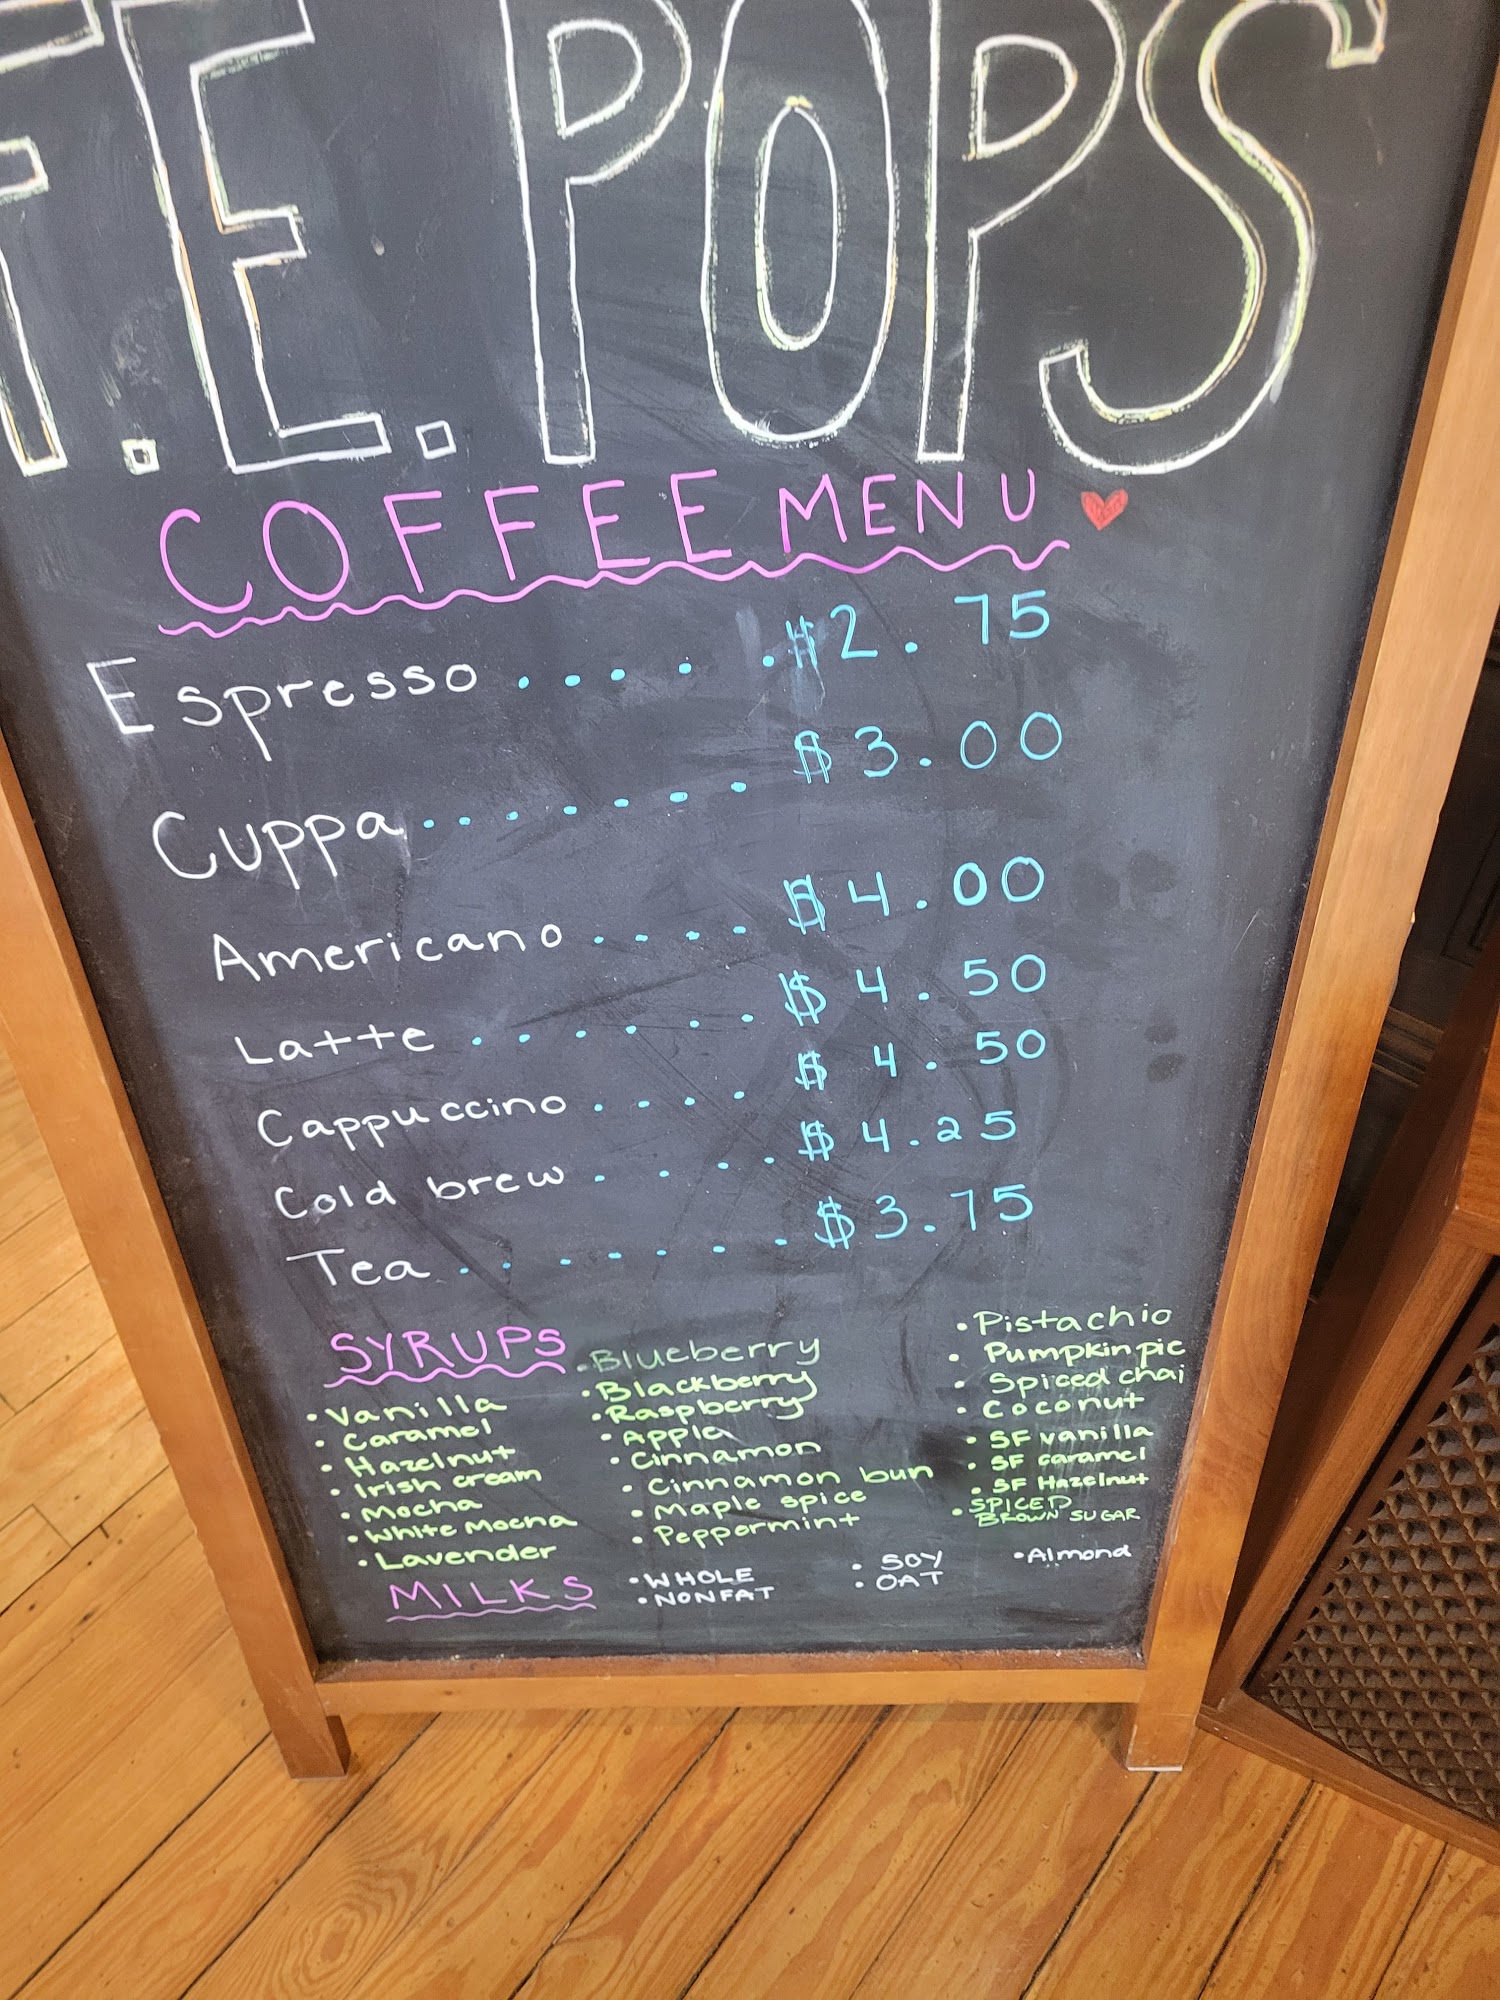 F.E. POPS
COFFEE MENU
Espresso . . . . . $2.75
Cuppa . . . . . . . $3.00
Americano . . . . $4.00
Latte . . . . . . $4.50
Cappuccino . . . . $4.50
Cold brew . . . . $4.25
Tea . . . . . . . $3.75
SYRUPS
• Vanilla
• Caramel
• Hazelnut
• Irish cream
• Mocha
• White Mocha
• Lavender
• Blueberry
• Blackberry
• Raspberry
• Apple
• Cinnamon
• Cinnamon bun
• Maple spice
• Peppermint
• Pistachio
• Pumpkin pie
• Spiced chai
• Coconut
• SF vanilla
• SF caramel
• SF Hazelnut
• SPICED
BROWN SUGAR
MILKS
• WHOLE
• NONFAT
• SOY
• OAT
• Almond